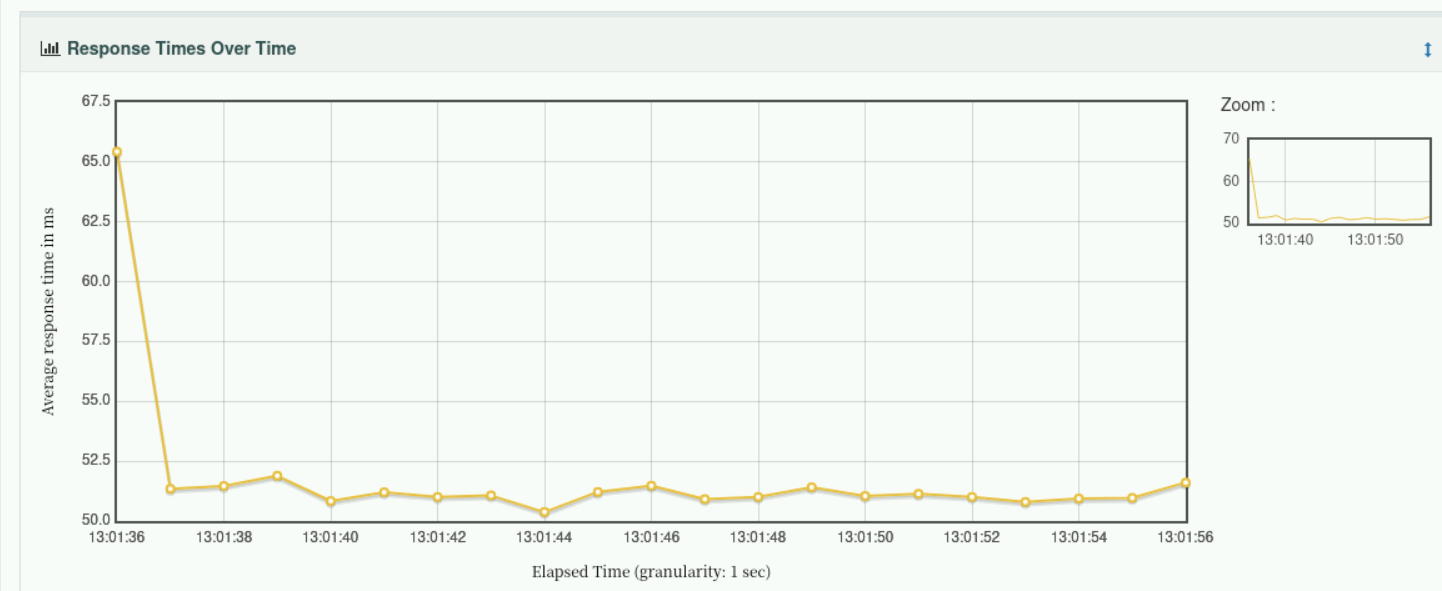 Response Times Over Time
67.5
65.0
62.5
60.0
57.5
55.0
52.5
50.0
Average response time in ms
13:01:36 13:01:38 13:01:40 13:01:42 13:01:44 13:01:46 13:01:48 13:01:50 13:01:52 13:01:54 13:01:56
Elapsed Time (granularity: 1 sec)
Zoom :
70
60
50
13:01:40 13:01:50